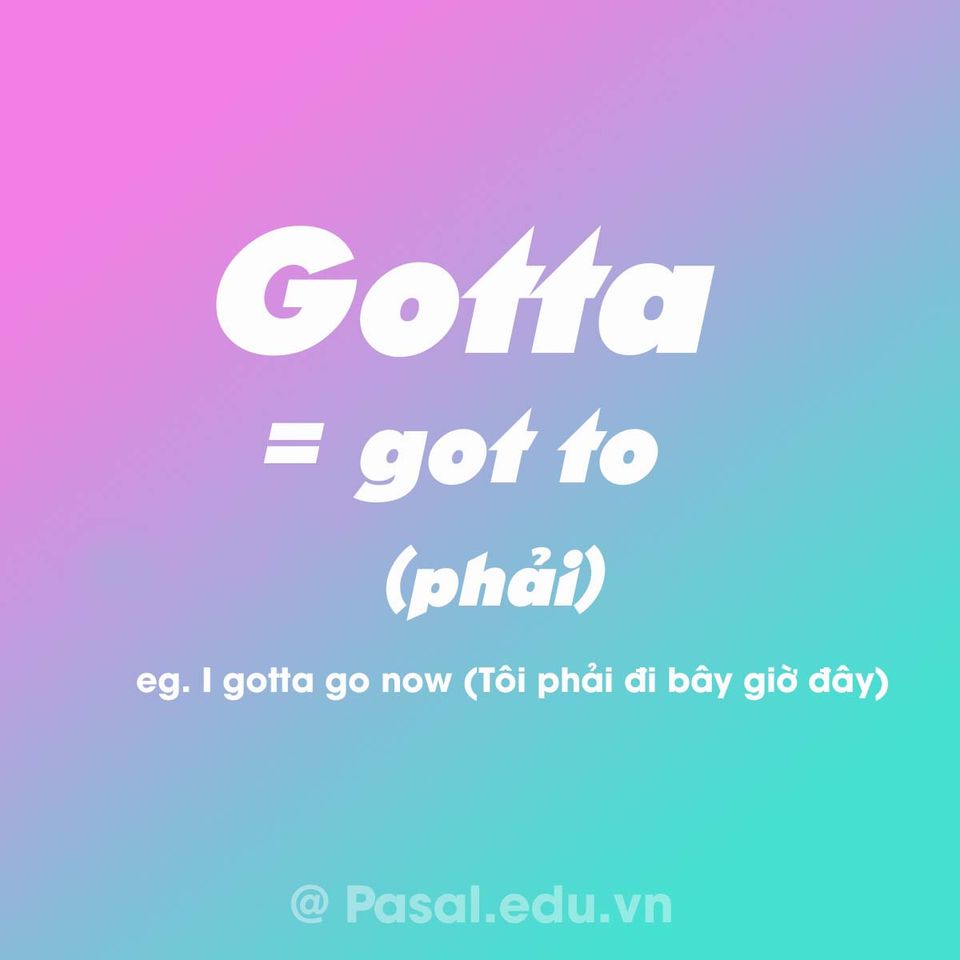 Gotta
= got to
(phải)
eg. I gotta go now (Tôi phải đi bây giờ đây)
@ Pasal.edu.vn